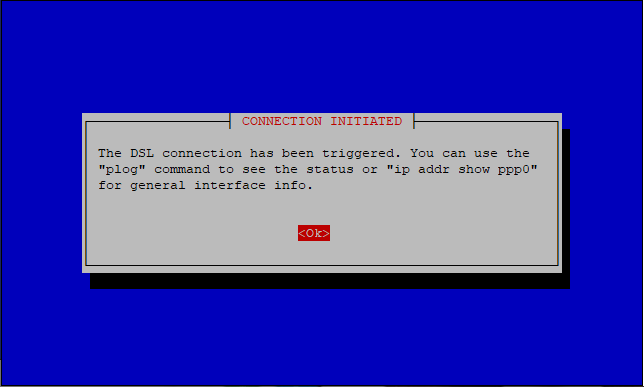 CONNECTION INITIATED
The DSL connection has been triggered. You can use the
"plog" command to see the status or "ip addr show ppp0"
for general interface info.
<Ok>